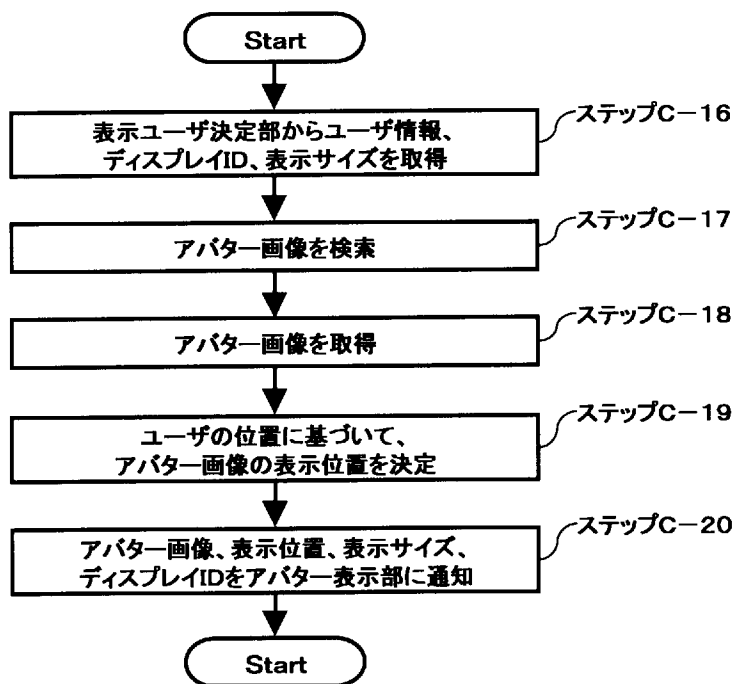 Start
表示ユーザ決定部からユーザ情報、
ディスプレイID、表示サイズを取得
ステップC-16
アバター画像を検索
ステップC-17
アバター画像を取得
ステップC-18
ユーザの位置に基づいて、
アバター画像の表示位置を決定
ステップC-19
アバター画像、表示位置、表示サイズ、
ディスプレイIDをアバター表示部に通知
ステップC-20
Start